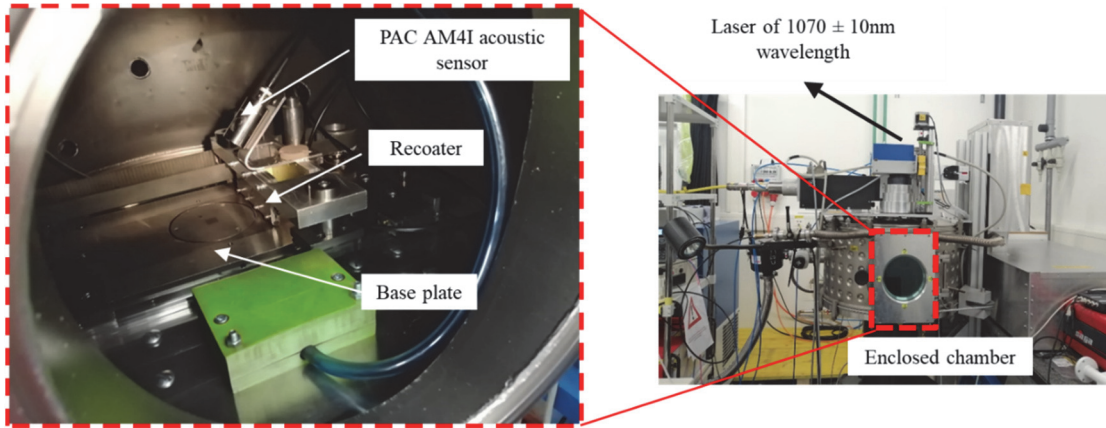 PAC AM4I acoustic
sensor
Recoater
Base plate
Laser of 1070 ± 10nm
wavelength
Enclosed chamber